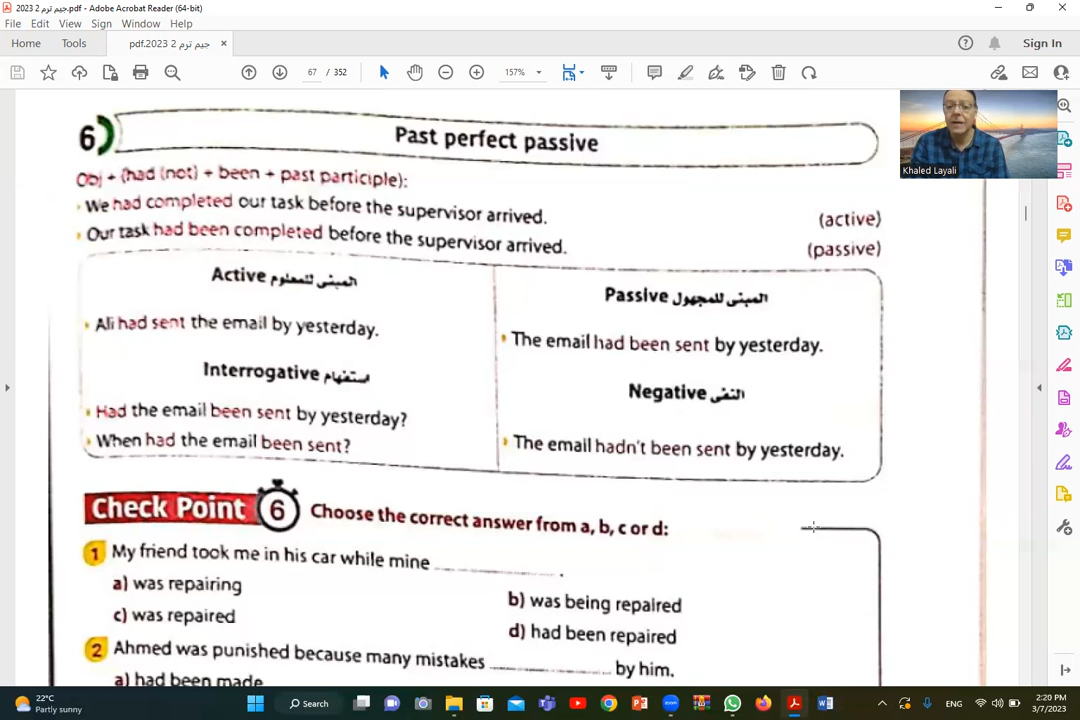 جيم ترم 2 2023.pdf - Adobe Acrobat Reader (64-bit)
File Edit View Sign Window Help
Home Tools جيم ترم 2 2023.pdf × Sign In
67 / 352 157%
6 Past perfect passive
Obj + (had (not) + been + past participle):
• We had completed our task before the supervisor arrived. (active)
• Our task had been completed before the supervisor arrived. (passive)
Active المبنى للمعلوم
• Ali had sent the email by yesterday.
Passive المبنى للمجهول
• The email had been sent by yesterday.
Interrogative استفهام
• Had the email been sent by yesterday?
• When had the email been sent?
Negative النفى
• The email hadn't been sent by yesterday.
Check Point 6 Choose the correct answer from a, b, c or d:
1 My friend took me in his car while mine ____________.
a) was repairing
b) was being repaired
c) was repaired
d) had been repaired
2 Ahmed was punished because many mistakes ____________ by him.
a) had been made
Khaled Layali
22°C
Partly sunny
Search
ENG
2:20 PM
3/7/2023